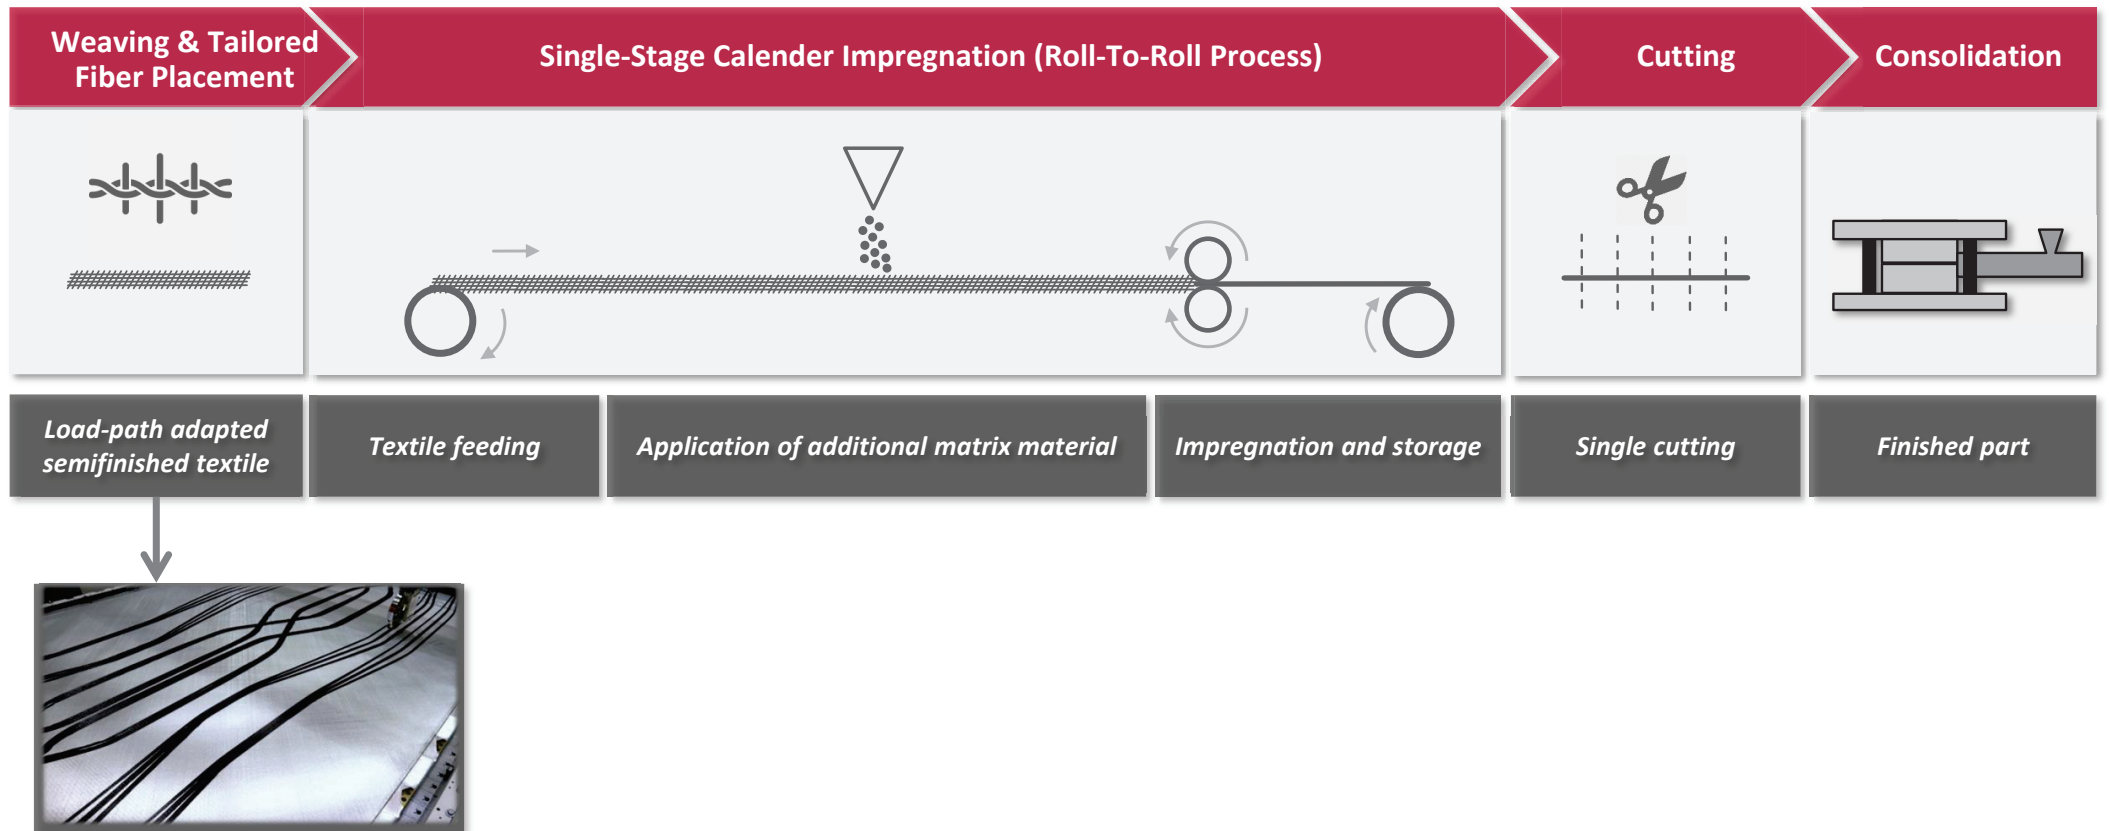 Weaving & Tailored
Fiber Placement
Single-Stage Calender Impregnation (Roll-To-Roll Process)
Cutting
Consolidation
Load-path adapted
semifinished textile
Textile feeding
Application of additional matrix material
Impregnation and storage
Single cutting
Finished part